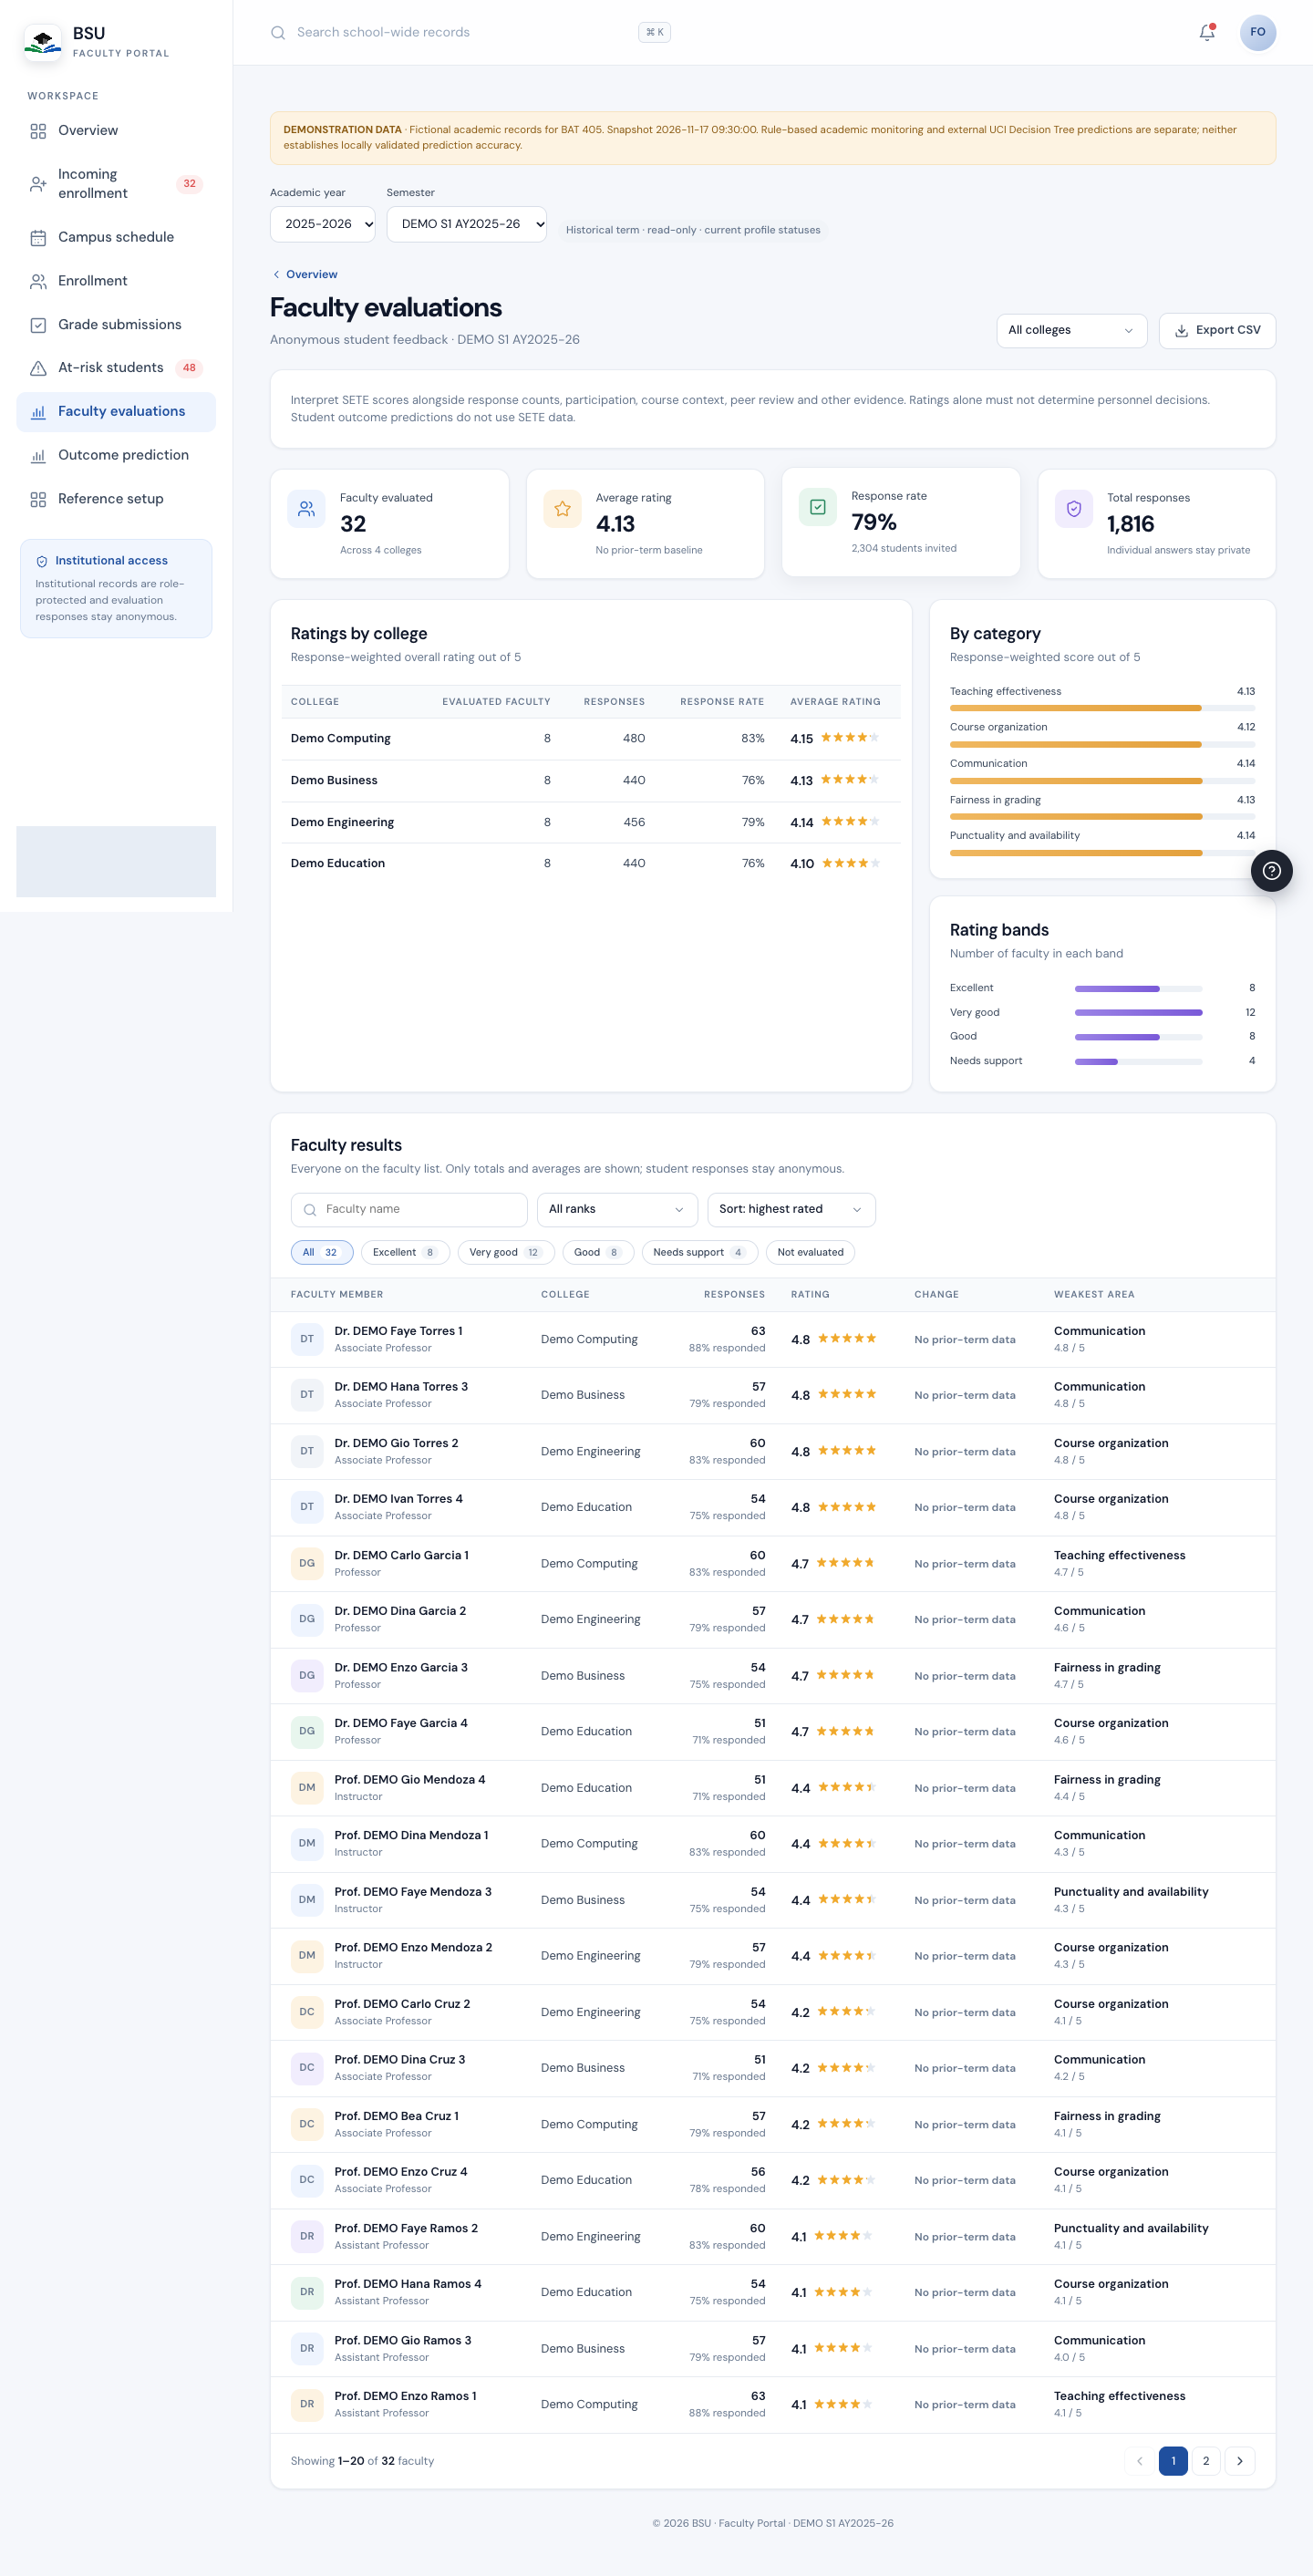 BSU
FACULTY PORTAL
WORKSPACE
Overview
Incoming
enrollment
32
Campus schedule
Enrollment
Grade submissions
At-risk students 48
Faculty evaluations
Outcome prediction
Reference setup
Institutional access
Institutional records are role-
protected and evaluation
responses stay anonymous.
Search school-wide records ⌘ K
FO
DEMONSTRATION DATA · Fictional academic records for BAT 405. Snapshot 2026-11-17 09:30:00. Rule-based academic monitoring and external UCI Decision Tree predictions are separate; neither
establishes locally validated prediction accuracy.
Academic year Semester
2025-2026 DEMO S1 AY2025-26 Historical term · read-only · current profile statuses
Overview
Faculty evaluations
Anonymous student feedback · DEMO S1 AY2025-26
All colleges Export CSV
Interpret SETE scores alongside response counts, participation, course context, peer review and other evidence. Ratings alone must not determine personnel decisions.
Student outcome predictions do not use SETE data.
Faculty evaluated
32
Across 4 colleges
Average rating
4.13
No prior-term baseline
Response rate
79%
2,304 students invited
Total responses
1,816
Individual answers stay private
Ratings by college
Response-weighted overall rating out of 5
COLLEGE EVALUATED FACULTY RESPONSES RESPONSE RATE AVERAGE RATING
Demo Computing 8 480 83% 4.15
Demo Business 8 440 76% 4.13
Demo Engineering 8 456 79% 4.14
Demo Education 8 440 76% 4.10
By category
Response-weighted score out of 5
Teaching effectiveness 4.13
Course organization 4.12
Communication 4.14
Fairness in grading 4.13
Punctuality and availability 4.14
Rating bands
Number of faculty in each band
Excellent 8
Very good 12
Good 8
Needs support 4
Faculty results
Everyone on the faculty list. Only totals and averages are shown; student responses stay anonymous.
Faculty name All ranks Sort: highest rated
All 32 Excellent 8 Very good 12 Good 8 Needs support 4 Not evaluated
FACULTY MEMBER COLLEGE RESPONSES RATING CHANGE WEAKEST AREA
DT Dr. DEMO Faye Torres 1 Demo Computing 63 4.8 No prior-term data Communication
Associate Professor 88% responded 4.8 / 5
DT Dr. DEMO Hana Torres 3 Demo Business 57 4.8 No prior-term data Communication
Associate Professor 79% responded 4.8 / 5
DT Dr. DEMO Gio Torres 2 Demo Engineering 60 4.8 No prior-term data Course organization
Associate Professor 83% responded 4.8 / 5
DT Dr. DEMO Ivan Torres 4 Demo Education 54 4.8 No prior-term data Course organization
Associate Professor 75% responded 4.8 / 5
DG Dr. DEMO Carlo Garcia 1 Demo Computing 60 4.7 No prior-term data Teaching effectiveness
Professor 83% responded 4.7 / 5
DG Dr. DEMO Dina Garcia 2 Demo Engineering 57 4.7 No prior-term data Communication
Professor 79% responded 4.6 / 5
DG Dr. DEMO Enzo Garcia 3 Demo Business 54 4.7 No prior-term data Fairness in grading
Professor 75% responded 4.7 / 5
DG Dr. DEMO Faye Garcia 4 Demo Education 51 4.7 No prior-term data Course organization
Professor 71% responded 4.6 / 5
DM Prof. DEMO Gio Mendoza 4 Demo Education 51 4.4 No prior-term data Fairness in grading
Instructor 71% responded 4.4 / 5
DM Prof. DEMO Dina Mendoza 1 Demo Computing 60 4.4 No prior-term data Communication
Instructor 83% responded 4.3 / 5
DM Prof. DEMO Faye Mendoza 3 Demo Business 54 4.4 No prior-term data Punctuality and availability
Instructor 75% responded 4.3 / 5
DM Prof. DEMO Enzo Mendoza 2 Demo Engineering 57 4.4 No prior-term data Course organization
Instructor 79% responded 4.3 / 5
DC Prof. DEMO Carlo Cruz 2 Demo Engineering 54 4.2 No prior-term data Course organization
Associate Professor 75% responded 4.1 / 5
DC Prof. DEMO Dina Cruz 3 Demo Business 51 4.2 No prior-term data Communication
Associate Professor 71% responded 4.2 / 5
DC Prof. DEMO Bea Cruz 1 Demo Computing 57 4.2 No prior-term data Fairness in grading
Associate Professor 79% responded 4.1 / 5
DC Prof. DEMO Enzo Cruz 4 Demo Education 56 4.2 No prior-term data Course organization
Associate Professor 78% responded 4.1 / 5
DR Prof. DEMO Faye Ramos 2 Demo Engineering 60 4.1 No prior-term data Punctuality and availability
Assistant Professor 83% responded 4.1 / 5
DR Prof. DEMO Hana Ramos 4 Demo Education 54 4.1 No prior-term data Course organization
Assistant Professor 75% responded 4.1 / 5
DR Prof. DEMO Gio Ramos 3 Demo Business 57 4.1 No prior-term data Communication
Assistant Professor 79% responded 4.0 / 5
DR Prof. DEMO Enzo Ramos 1 Demo Computing 63 4.1 No prior-term data Teaching effectiveness
Assistant Professor 88% responded 4.1 / 5
Showing 1–20 of 32 faculty 1 2
© 2026 BSU · Faculty Portal · DEMO S1 AY2025-26